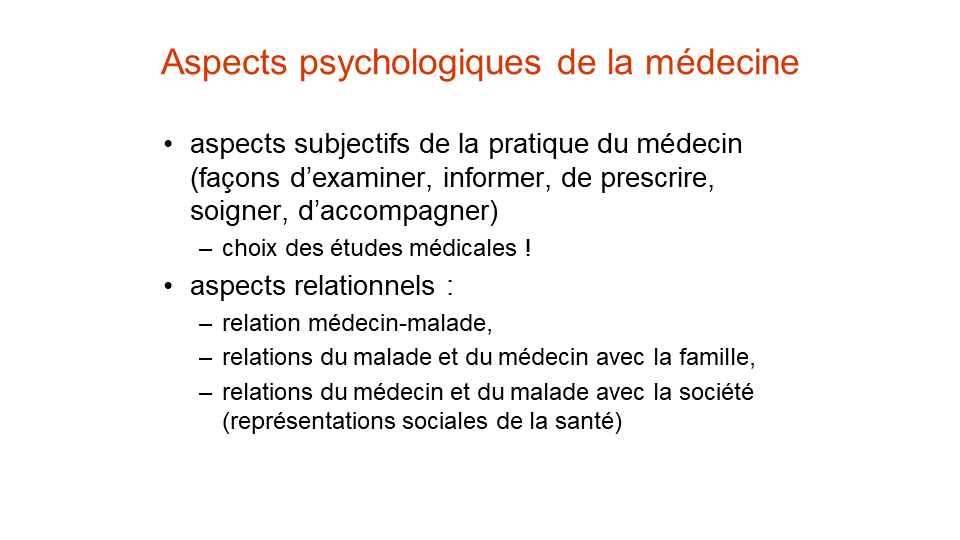 Aspects psychologiques de la médecine
• aspects subjectifs de la pratique du médecin
(façons d’examiner, informer, de prescrire,
soigner, d’accompagner)
– choix des études médicales !
• aspects relationnels :
– relation médecin-malade,
– relations du malade et du médecin avec la famille,
– relations du médecin et du malade avec la société
(représentations sociales de la santé)